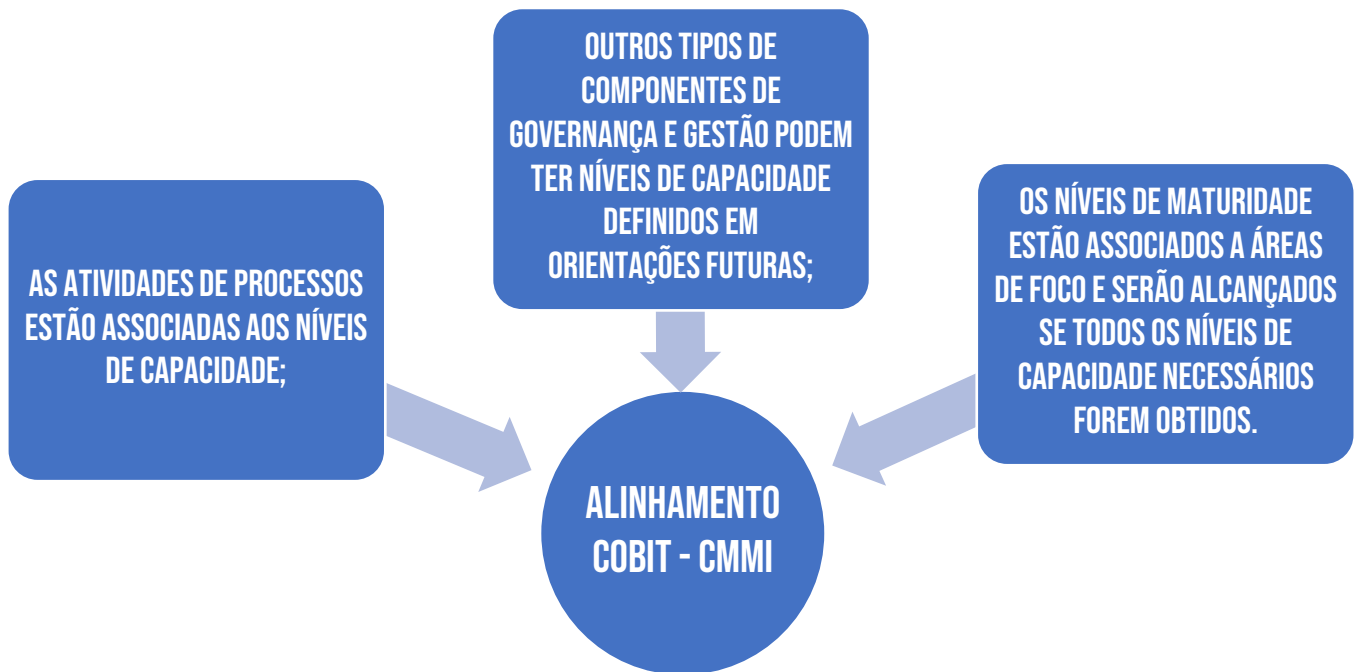 OUTROS TIPOS DE
COMPONENTES DE
GOVERNANÇA E GESTÃO PODEM
TER NÍVEIS DE CAPACIDADE
DEFINIDOS EM
ORIENTAÇÕES FUTURAS;
AS ATIVIDADES DE PROCESSOS
ESTÃO ASSOCIADAS AOS NÍVEIS
DE CAPACIDADE;
OS NÍVEIS DE MATURIDADE
ESTÃO ASSOCIADOS A ÁREAS
DE FOCO E SERÃO ALCANÇADOS
SE TODOS OS NÍVEIS DE
CAPACIDADE NECESSÁRIOS
FOREM OBTIDOS.
ALINHAMENTO
COBIT - CMMI